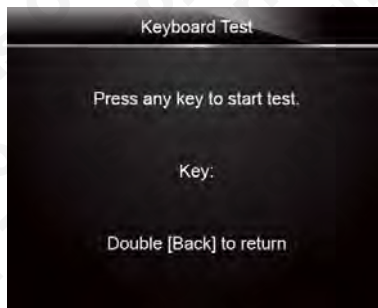 Keyboard Test
Press any key to start test.
Key:
Double [Back] to return